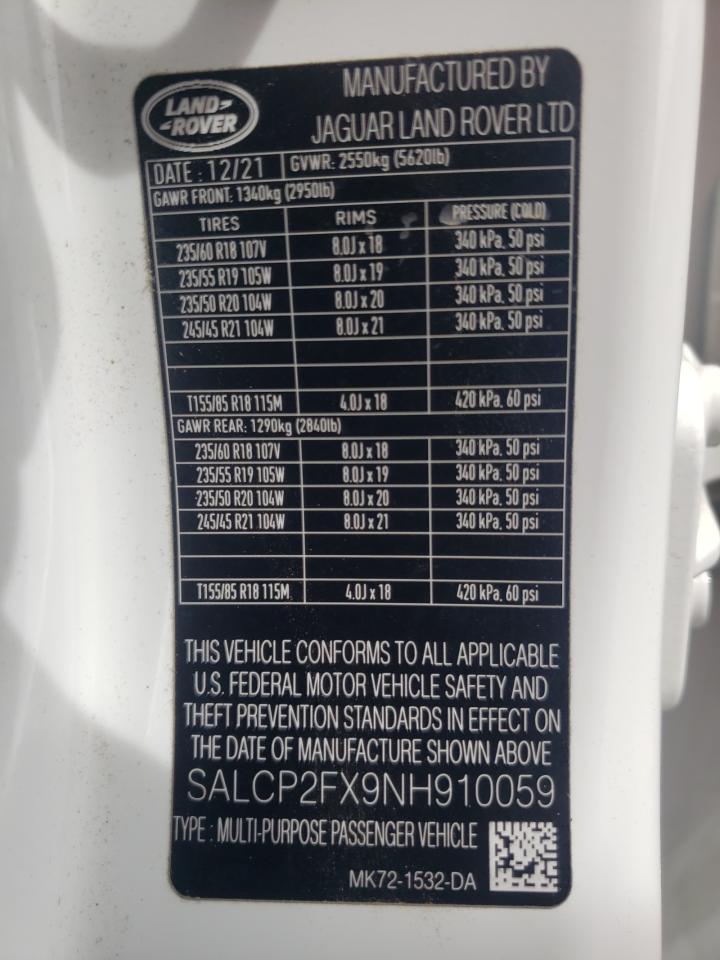 LAND
ROVER
MANUFACTURED BY
JAGUAR LAND ROVER LTD
DATE : 12/21 GVWR: 2550kg (5620lb)
GAWR FRONT: 1340kg (2950lb)
TIRES RIMS PRESSURE (COLD)
235/60 R18 107V 8.0J x 18 340 kPa, 50 psi
235/55 R19 105W 8.0J x 19 340 kPa, 50 psi
235/50 R20 104W 8.0J x 20 340 kPa, 50 psi
245/45 R21 104W 8.0J x 21 340 kPa, 50 psi
T155/85 R18 115M 4.0J x 18 420 kPa, 60 psi
GAWR REAR: 1290kg (2840lb)
235/60 R18 107V 8.0J x 18 340 kPa, 50 psi
235/55 R19 105W 8.0J x 19 340 kPa, 50 psi
235/50 R20 104W 8.0J x 20 340 kPa, 50 psi
245/45 R21 104W 8.0J x 21 340 kPa, 50 psi
T155/85 R18 115M 4.0J x 18 420 kPa, 60 psi
THIS VEHICLE CONFORMS TO ALL APPLICABLE
U.S. FEDERAL MOTOR VEHICLE SAFETY AND
THEFT PREVENTION STANDARDS IN EFFECT ON
THE DATE OF MANUFACTURE SHOWN ABOVE
SALCP2FX9NH910059
TYPE : MULTI-PURPOSE PASSENGER VEHICLE
MK72-1532-DA